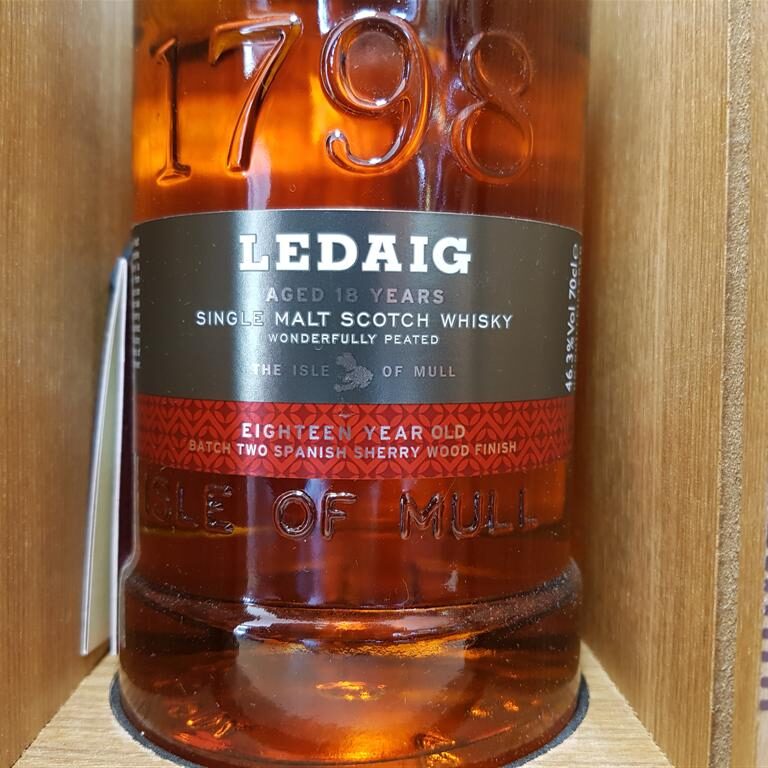 1798
LEDAIG
AGED 18 YEARS
SINGLE MALT SCOTCH WHISKY
WONDERFULLY PEATED
THE ISLE OF MULL
46.3%Vol 70cl e
EIGHTEEN YEAR OLD
BATCH TWO SPANISH SHERRY WOOD FINISH
ISLE OF MULL